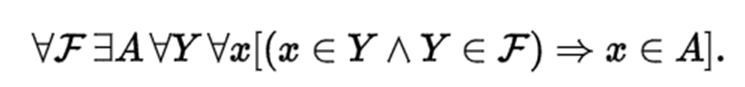 ∀ℱ ∃A ∀Y ∀x[(x ∈ Y ∧ Y ∈ ℱ) ⇒ x ∈ A].